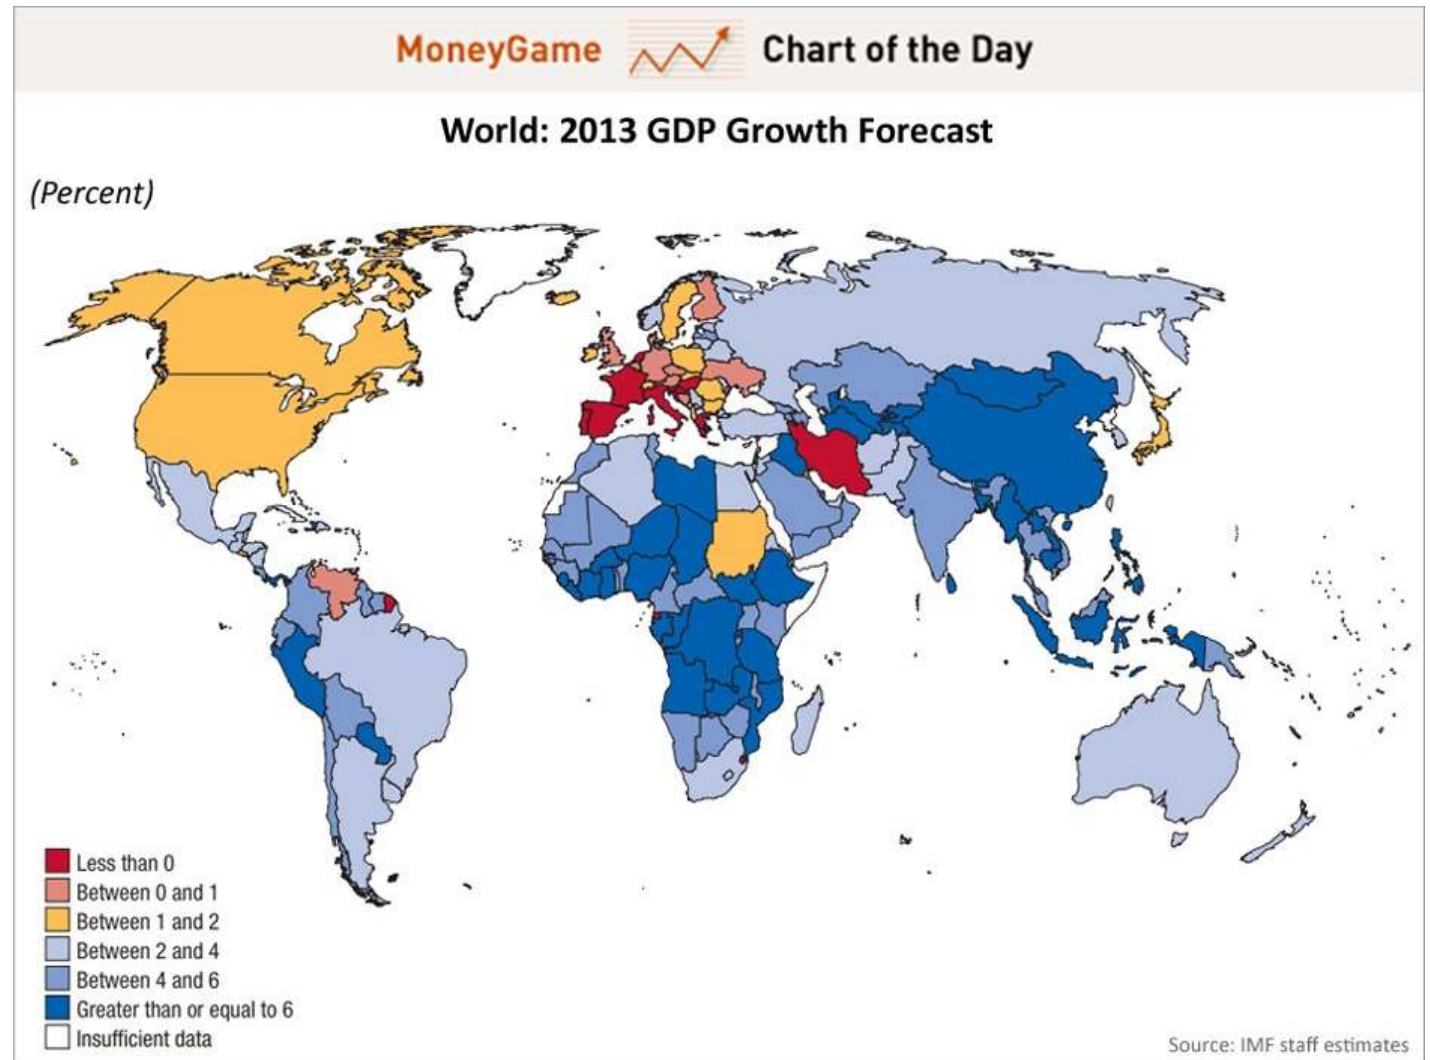 MoneyGame Chart of the Day
World: 2013 GDP Growth Forecast
(Percent)
Less than 0
Between 0 and 1
Between 1 and 2
Between 2 and 4
Between 4 and 6
Greater than or equal to 6
Insufficient data
Source: IMF staff estimates